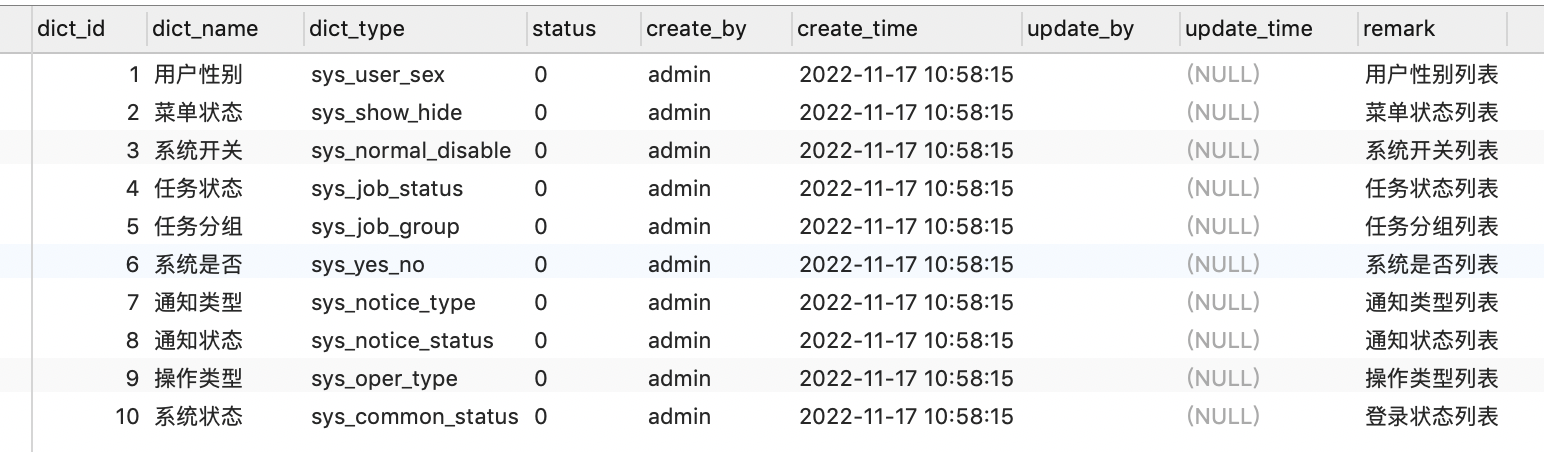 dict_id dict_name dict_type status create_by create_time update_by update_time remark
1 用户性别 sys_user_sex 0 admin 2022-11-17 10:58:15 (NULL) 用户性别列表
2 菜单状态 sys_show_hide 0 admin 2022-11-17 10:58:15 (NULL) 菜单状态列表
3 系统开关 sys_normal_disable 0 admin 2022-11-17 10:58:15 (NULL) 系统开关列表
4 任务状态 sys_job_status 0 admin 2022-11-17 10:58:15 (NULL) 任务状态列表
5 任务分组 sys_job_group 0 admin 2022-11-17 10:58:15 (NULL) 任务分组列表
6 系统是否 sys_yes_no 0 admin 2022-11-17 10:58:15 (NULL) 系统是否列表
7 通知类型 sys_notice_type 0 admin 2022-11-17 10:58:15 (NULL) 通知类型列表
8 通知状态 sys_notice_status 0 admin 2022-11-17 10:58:15 (NULL) 通知状态列表
9 操作类型 sys_oper_type 0 admin 2022-11-17 10:58:15 (NULL) 操作类型列表
10 系统状态 sys_common_status 0 admin 2022-11-17 10:58:15 (NULL) 登录状态列表